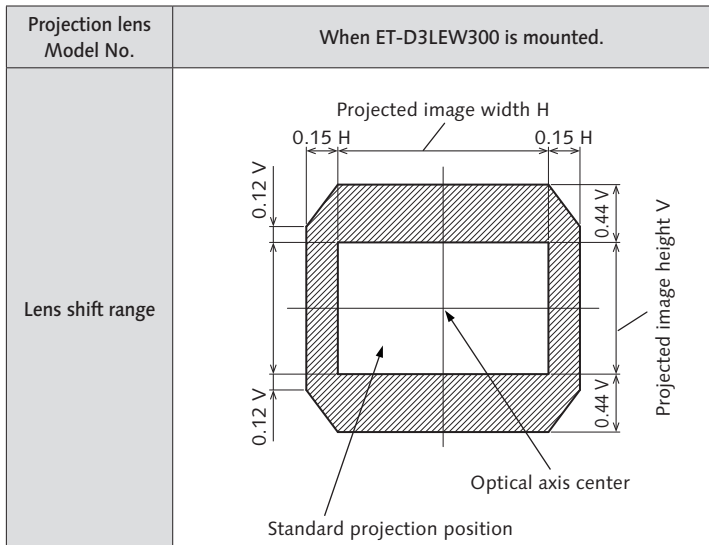 Projection lens
Model No.
When ET-D3LEW300 is mounted.
Lens shift range
Projected image width H
0.15 H
0.15 H
0.12 V
0.44 V
Projected image height V
0.12 V
0.44 V
Optical axis center
Standard projection position